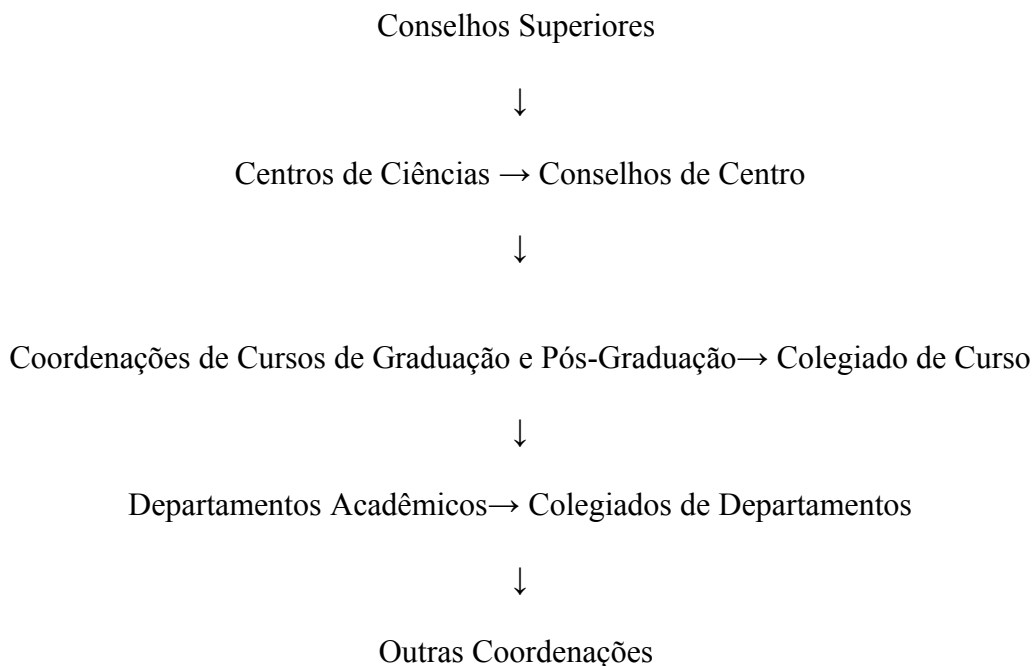 Conselhos Superiores
↓
Centros de Ciências → Conselhos de Centro
↓
Coordenações de Cursos de Graduação e Pós-Graduação→ Colegiado de Curso
↓
Departamentos Acadêmicos→ Colegiados de Departamentos
↓
Outras Coordenações